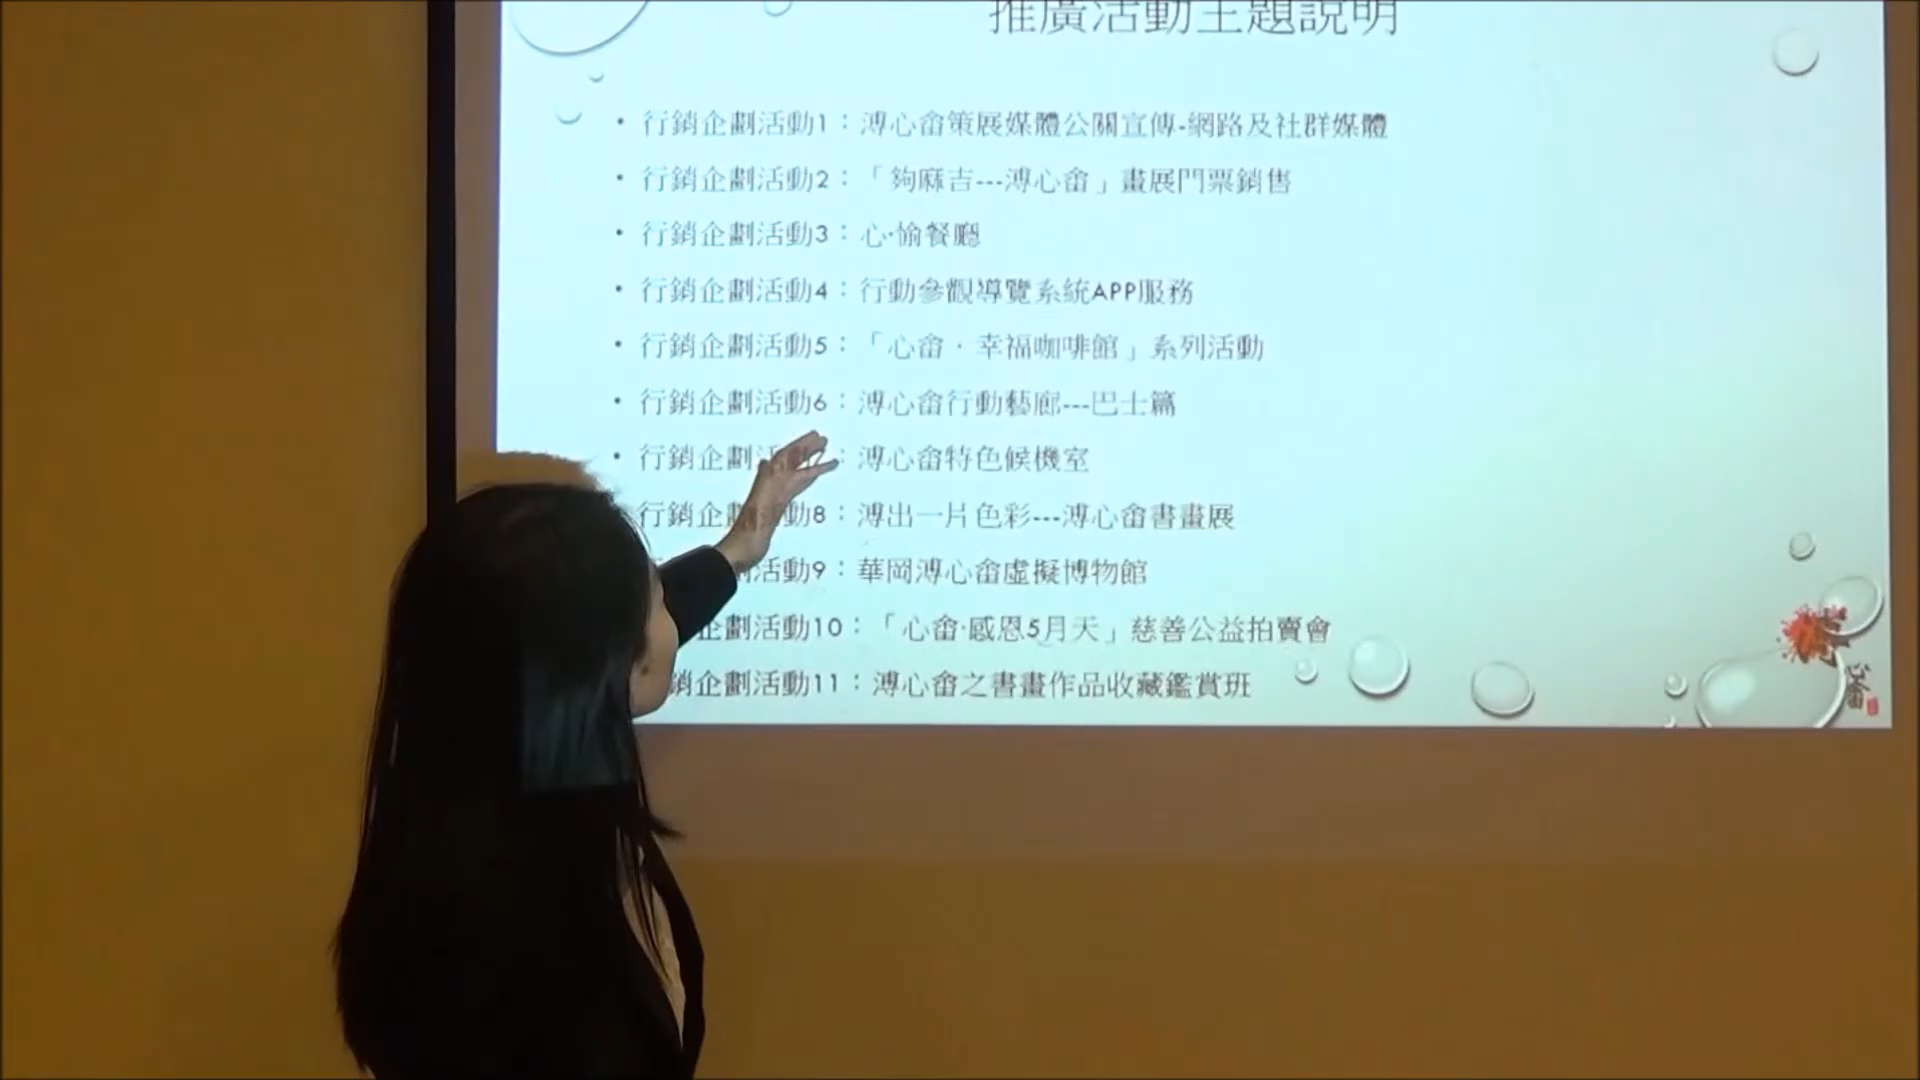 推廣活動主題說明
• 行銷企劃活動1：溥心畬策展媒體公關宣傳-網路及社群媒體
• 行銷企劃活動2：「夠麻吉---溥心畬」畫展門票銷售
• 行銷企劃活動3：心·愉餐廳
• 行銷企劃活動4：行動參觀導覽系統APP服務
• 行銷企劃活動5：「心畬·幸福咖啡館」系列活動
• 行銷企劃活動6：溥心畬行動藝廊---巴士篇
• 行銷企劃活動7：溥心畬特色候機室
行銷企劃活動8：溥出一片色彩---溥心畬書畫展
活動9：華岡溥心畬虛擬博物館
企劃活動10：「心畬·感恩5月天」慈善公益拍賣會
銷企劃活動11：溥心畬之書畫作品收藏鑑賞班